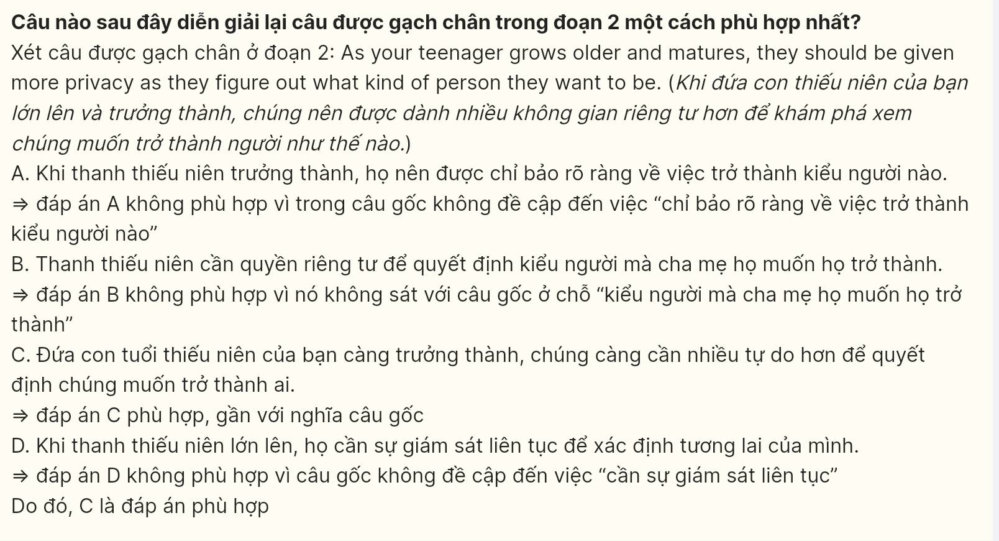 Câu nào sau đây diễn giải lại câu được gạch chân trong đoạn 2 một cách phù hợp nhất?
Xét câu được gạch chân ở đoạn 2: As your teenager grows older and matures, they should be given
more privacy as they figure out what kind of person they want to be. (Khi đứa con thiếu niên của bạn
lớn lên và trưởng thành, chúng nên được dành nhiều không gian riêng tư hơn để khám phá xem
chúng muốn trở thành người như thế nào.)
A. Khi thanh thiếu niên trưởng thành, họ nên được chỉ bảo rõ ràng về việc trở thành kiểu người nào.
⇒ đáp án A không phù hợp vì trong câu gốc không đề cập đến việc “chỉ bảo rõ ràng về việc trở thành
kiểu người nào”
B. Thanh thiếu niên cần quyền riêng tư để quyết định kiểu người mà cha mẹ họ muốn họ trở thành.
⇒ đáp án B không phù hợp vì nó không sát với câu gốc ở chỗ “kiểu người mà cha mẹ họ muốn họ trở
thành”
C. Đứa con tuổi thiếu niên của bạn càng trưởng thành, chúng càng cần nhiều tự do hơn để quyết
định chúng muốn trở thành ai.
⇒ đáp án C phù hợp, gần với nghĩa câu gốc
D. Khi thanh thiếu niên lớn lên, họ cần sự giám sát liên tục để xác định tương lai của mình.
⇒ đáp án D không phù hợp vì câu gốc không đề cập đến việc “cần sự giám sát liên tục”
Do đó, C là đáp án phù hợp